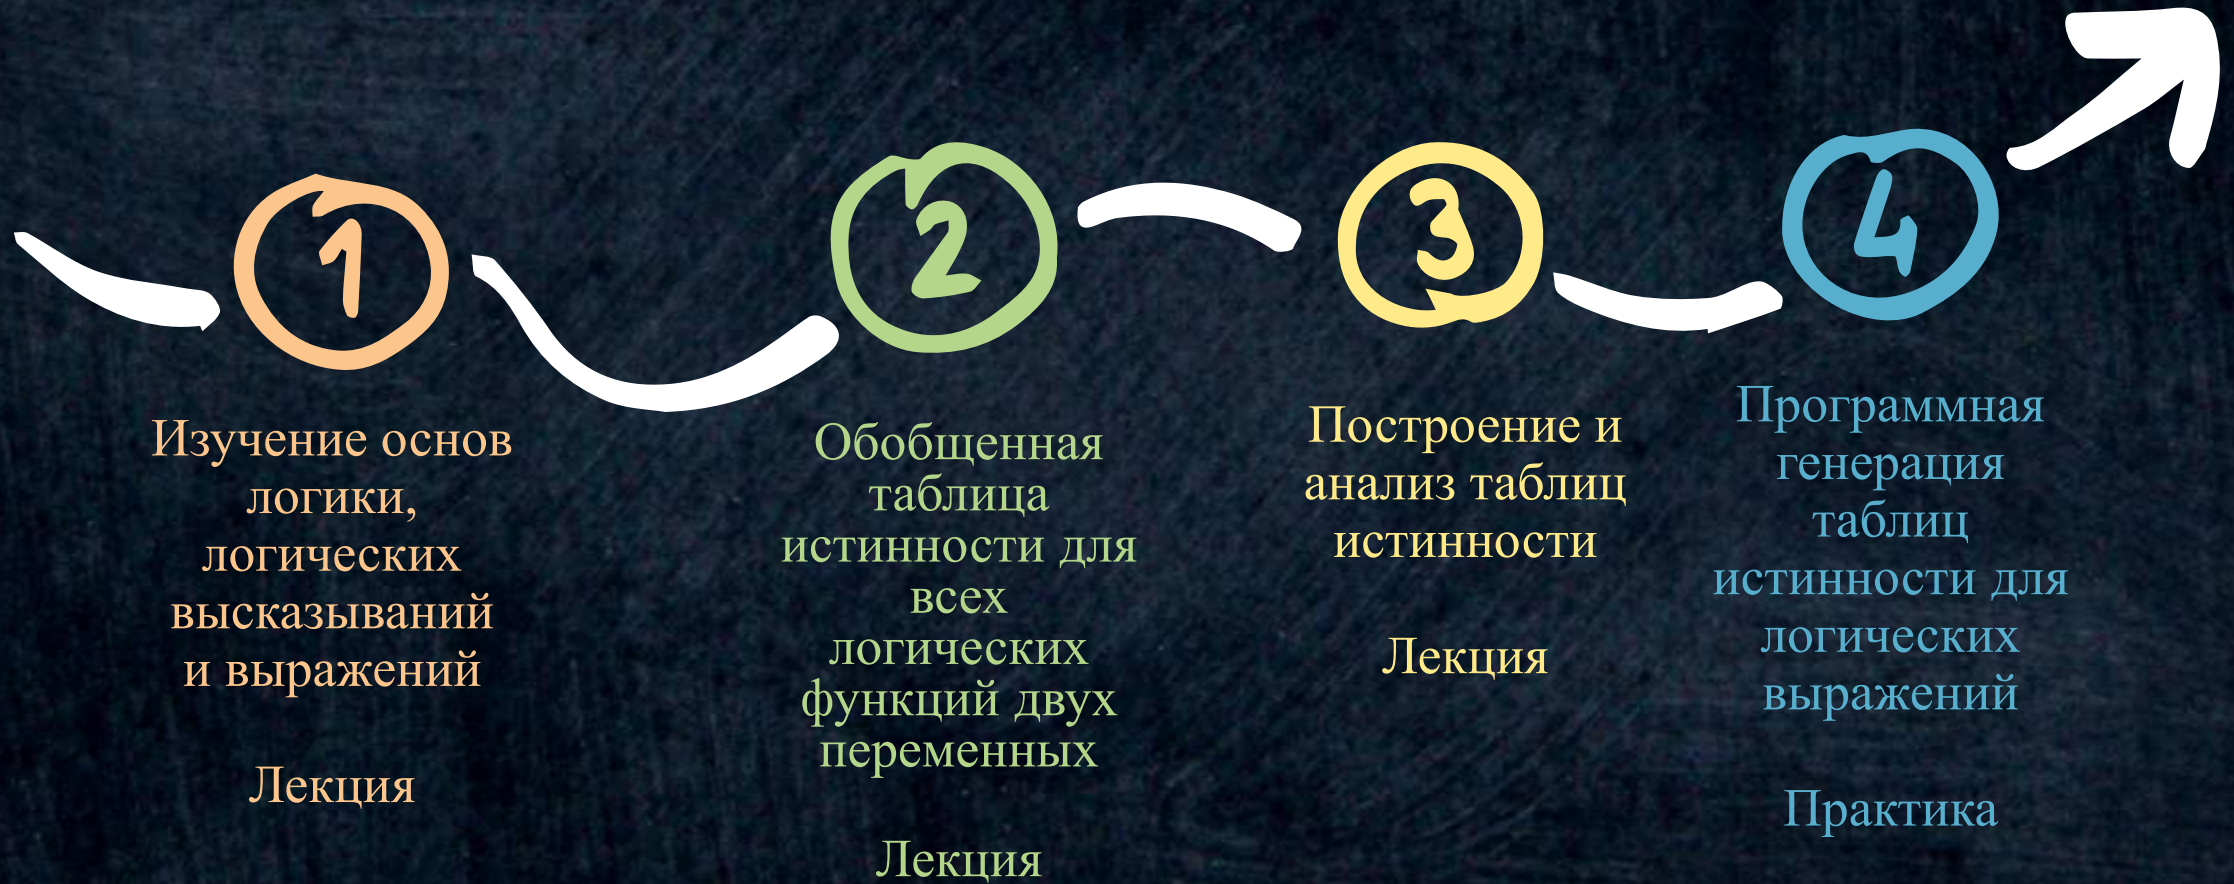 1
Изучение основ
логики,
логических
высказываний
и выражений
Лекция
2
Обобщенная
таблица
истинности для
всех
логических
функций двух
переменных
Лекция
3
Построение и
анализ таблиц
истинности
Лекция
4
Программная
генерация
таблиц
истинности для
логических
выражений
Практика